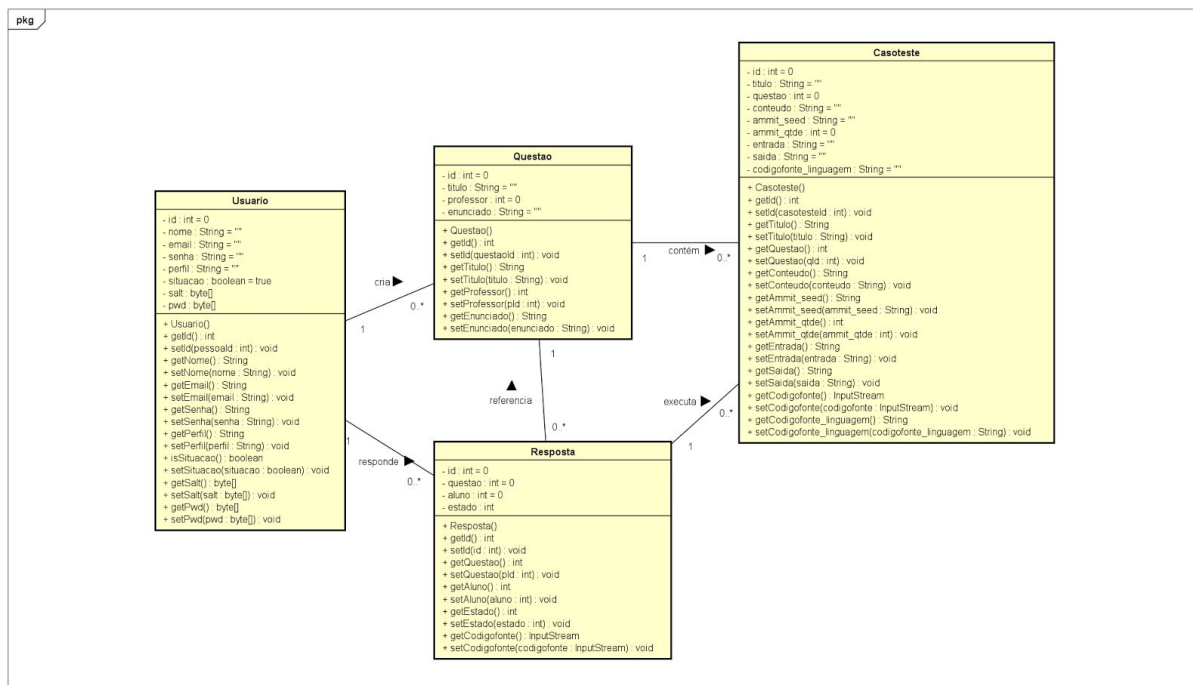 pkg
Casoteste
- id : int = 0
- titulo : String = ""
- questao : int = 0
- conteudo : String = ""
- ammit_seed : String = ""
- ammit_qtde : int = 0
- entrada : String = ""
- saida : String = ""
- codigofonte_linguagem : String = ""
+ Casoteste()
+ getId() : int
+ setId(casotesteId : int) : void
+ getTitulo() : String
+ setTitulo(titulo : String) : void
+ getQuestao() : int
+ setQuestao(qId : int) : void
+ getConteudo() : String
+ setConteudo(conteudo : String) : void
+ getAmmit_seed() : String
+ setAmmit_seed(ammit_seed : String) : void
+ getAmmit_qtde() : int
+ setAmmit_qtde(ammit_qtde : int) : void
+ getEntrada() : String
+ setEntrada(entrada : String) : void
+ getSaida() : String
+ setSaida(saida : String) : void
+ getCodigofonte() : InputStream
+ setCodigofonte(codigofonte : InputStream) : void
+ getCodigofonte_linguagem() : String
+ setCodigofonte_linguagem(codigofonte_linguagem : String) : void
Questao
- id : int = 0
- titulo : String = ""
- professor : int = 0
- enunciado : String = ""
+ Questao()
+ getId() : int
+ setId(questaoId : int) : void
+ getTitulo() : String
+ setTitulo(titulo : String) : void
+ getProfessor() : int
+ setProfessor(pId : int) : void
+ getEnunciado() : String
+ setEnunciado(enunciado : String) : void
Usuario
- id : int = 0
- nome : String = ""
- email : String = ""
- senha : String = ""
- perfil : String = ""
- situacao : boolean = true
- salt : byte[]
- pwd : byte[]
+ Usuario()
+ getId() : int
+ setId(pessoaId : int) : void
+ getNome() : String
+ setNome(nome : String) : void
+ getEmail() : String
+ setEmail(email : String) : void
+ getSenha() : String
+ setSenha(senha : String) : void
+ getPerfil() : String
+ setPerfil(perfil : String) : void
+ isSituacao() : boolean
+ setSituacao(situacao : boolean) : void
+ getSalt() : byte[]
+ setSalt(salt : byte[]) : void
+ getPwd() : byte[]
+ setPwd(pwd : byte[]) : void
contêm
1
0..*
cria
1
0..*
referencia
1
0..*
executa
1
0..*
responde
1
0..*
Resposta
- id : int = 0
- questao : int = 0
- aluno : int = 0
- estado : int
+ Resposta()
+ getId() : int
+ setId(id : int) : void
+ getQuestao() : int
+ setQuestao(pId : int) : void
+ getAluno() : int
+ setAluno(aluno : int) : void
+ getEstado() : int
+ setEstado(estado : int) : void
+ getCodigofonte() : InputStream
+ setCodigofonte(codigofonte : InputStream) : void